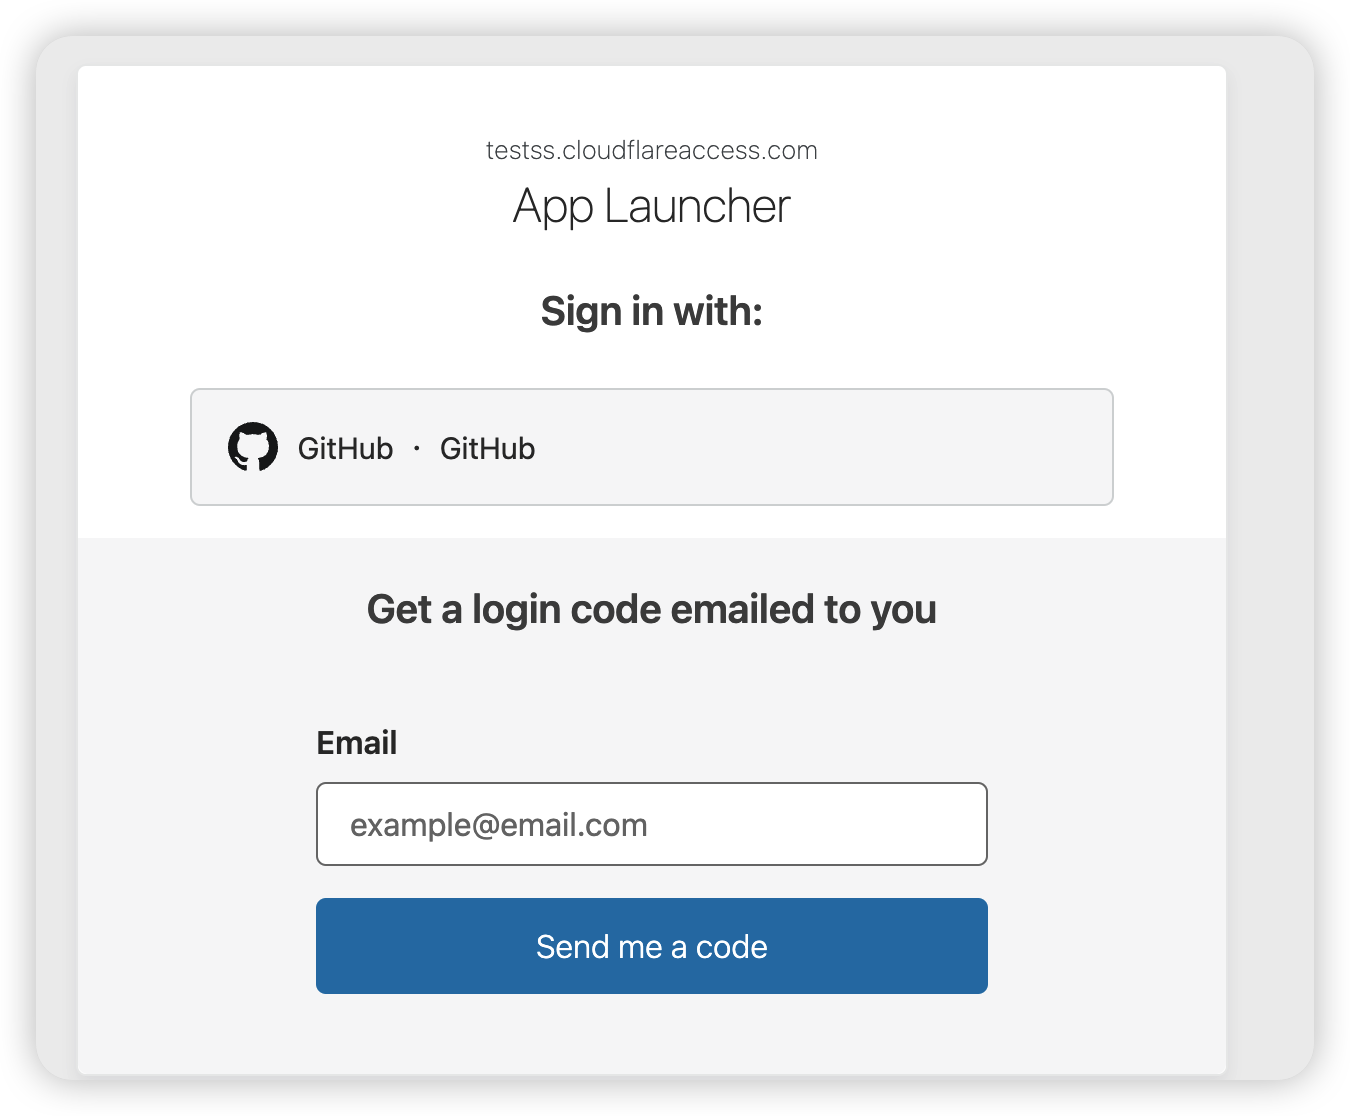 testss.cloudflareaccess.com
App Launcher
Sign in with:
GitHub · GitHub
Get a login code emailed to you
Email
example@email.com
Send me a code